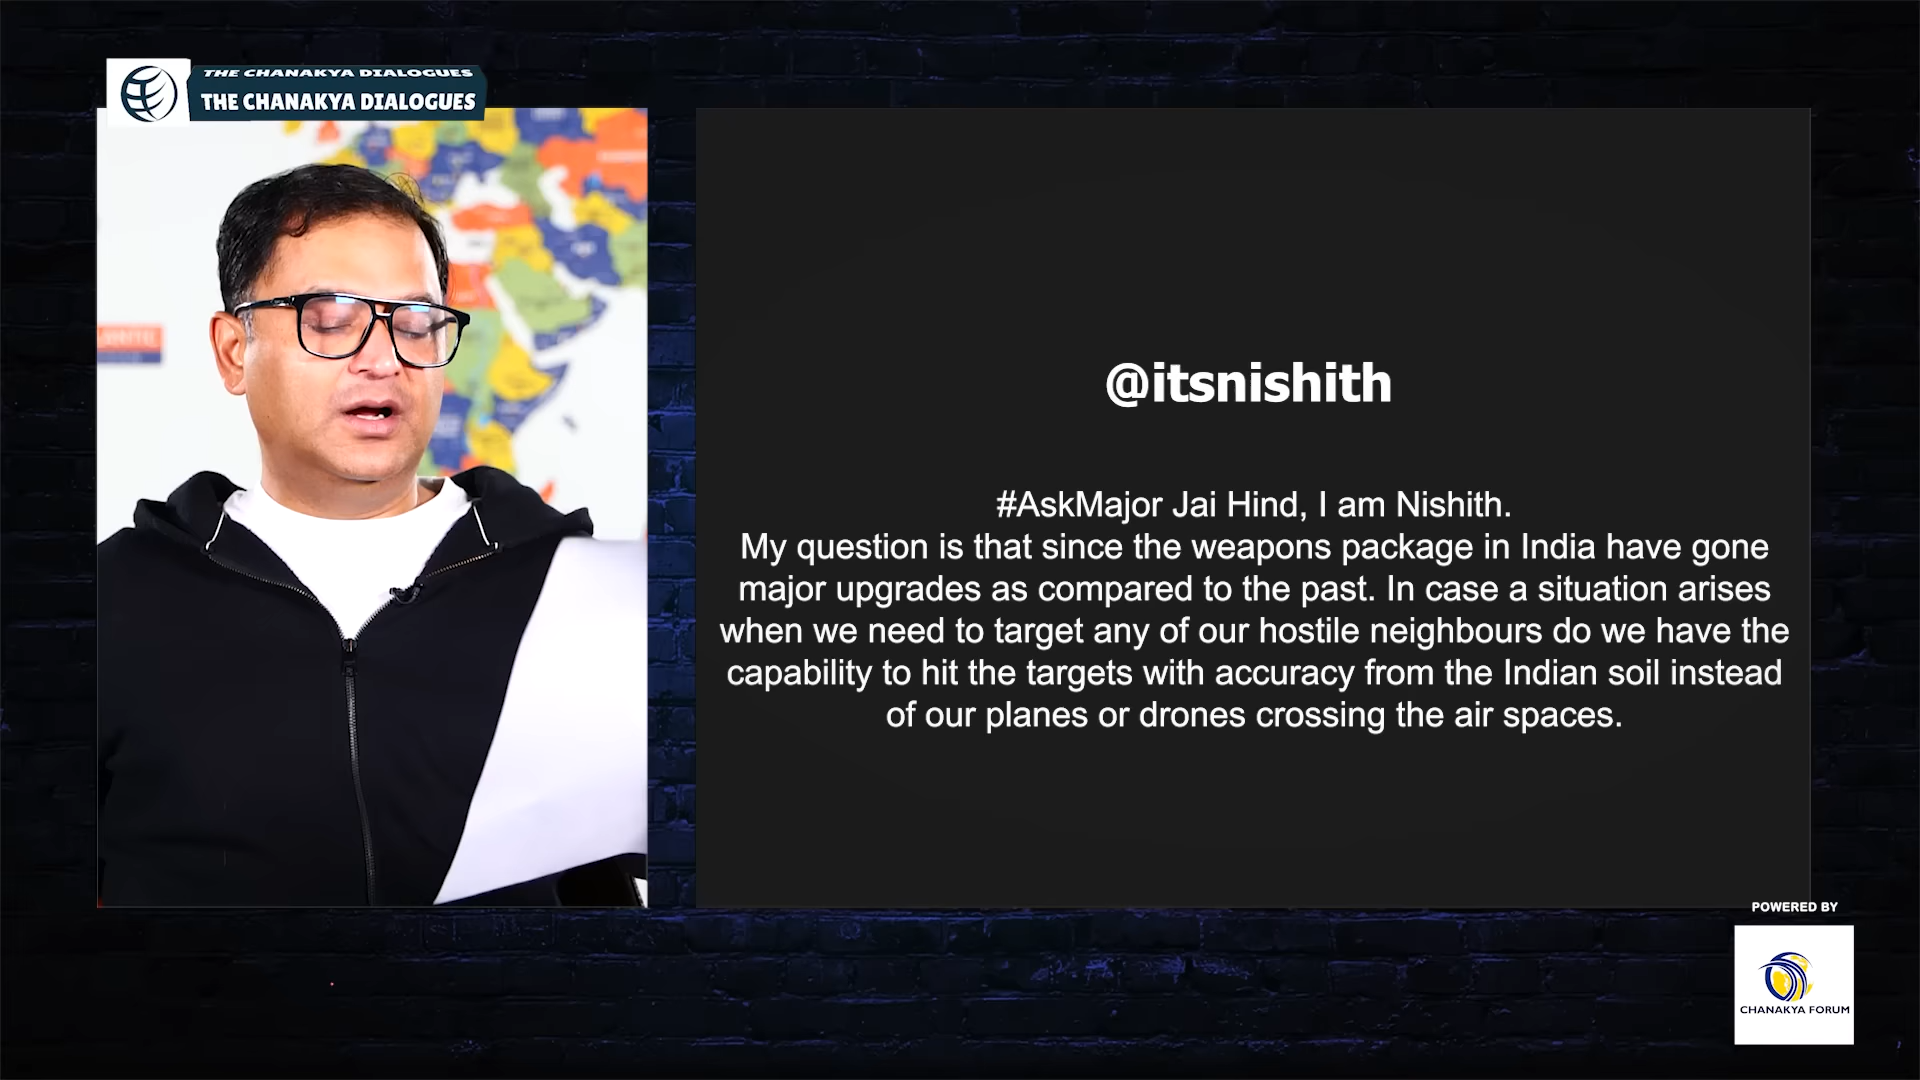 THE CHANAKYA DIALOGUES
THE CHANAKYA DIALOGUES
@itsnishith
#AskMajor Jai Hind, I am Nishith.
My question is that since the weapons package in India have gone
major upgrades as compared to the past. In case a situation arises
when we need to target any of our hostile neighbours do we have the
capability to hit the targets with accuracy from the Indian soil instead
of our planes or drones crossing the air spaces.
POWERED BY
CHANAKYA FORUM